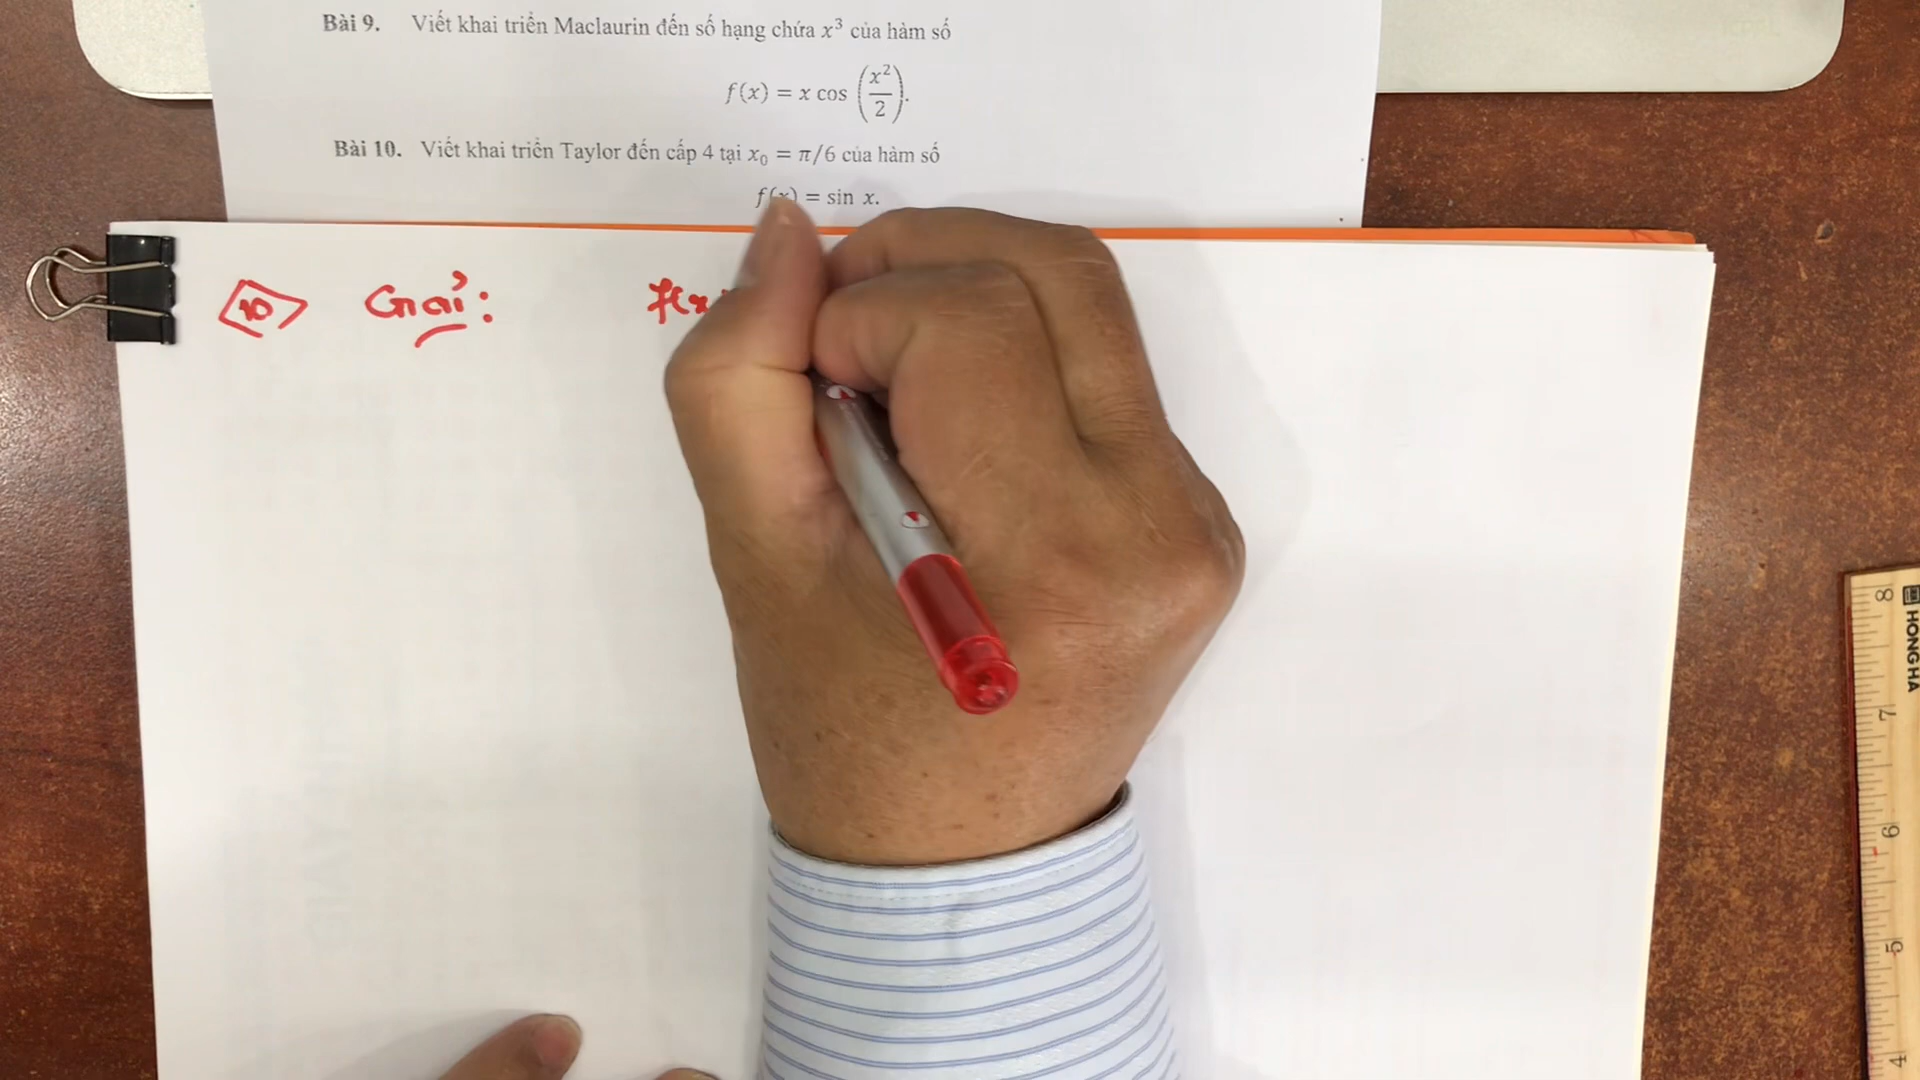 Bài 9. Viết khai triển Maclaurin đến số hạng chứa x³ của hàm số
f(x) = x cos (x²/2).
Bài 10. Viết khai triển Taylor đến cấp 4 tại x₀ = π/6 của hàm số
f(x) = sin x.
10 Giải: f(x
8
HONG HA
7
6
5
4